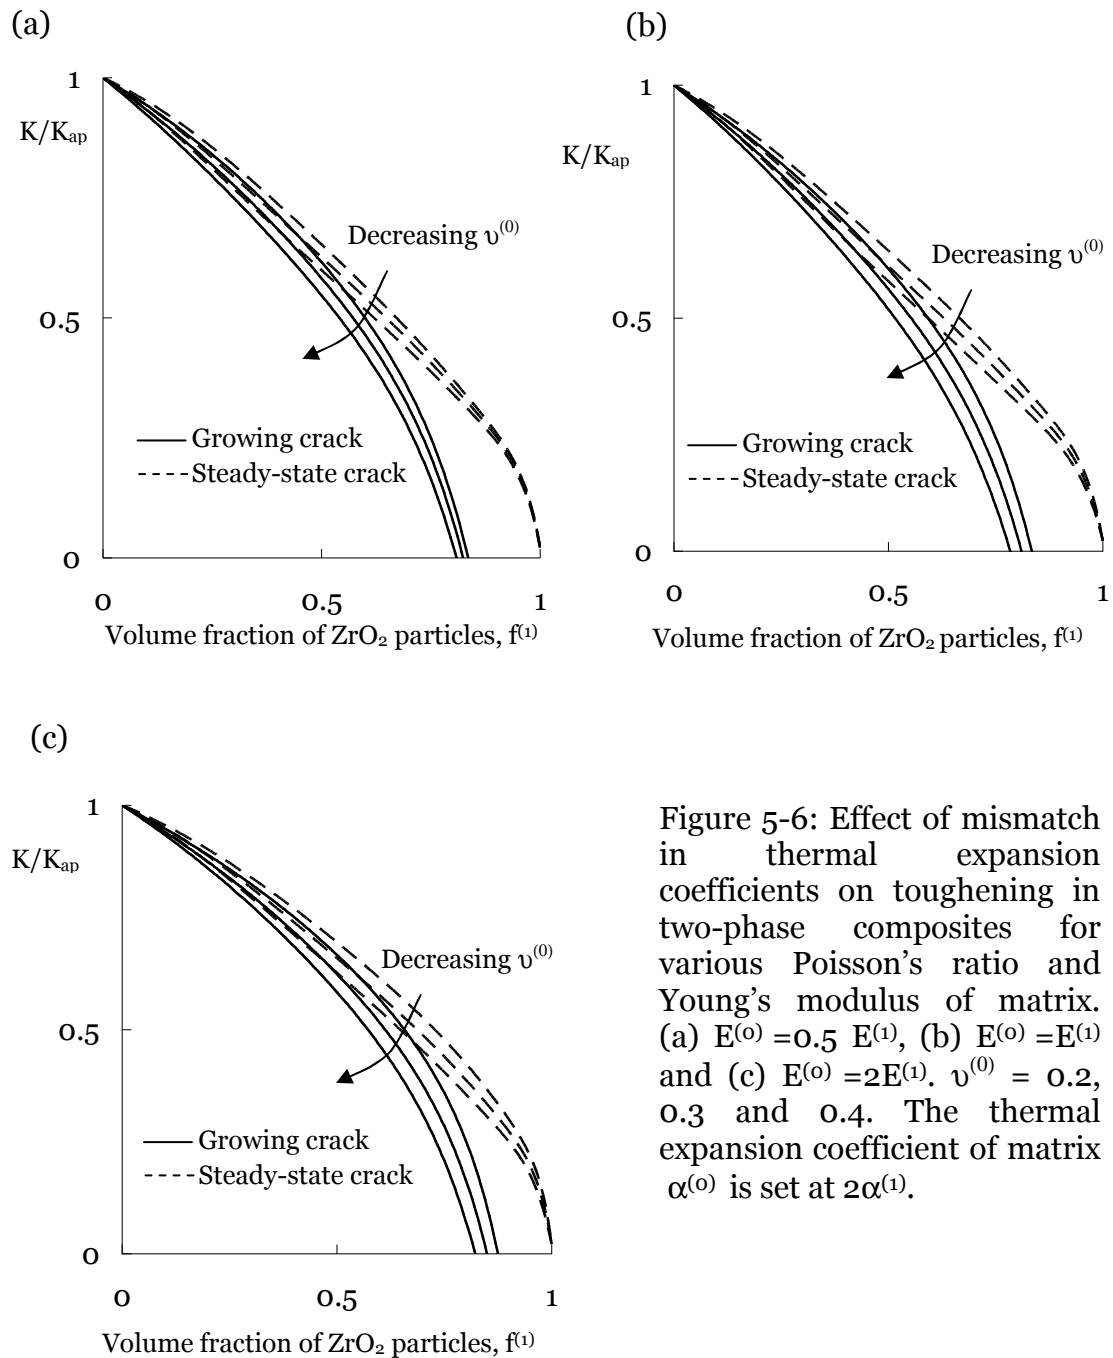 (a)
1
K/Kap
Decreasing υ⁽⁰⁾
0.5
Growing crack
Steady-state crack
0
0 0.5 1
Volume fraction of ZrO₂ particles, f⁽¹⁾
(b)
1
K/Kap
Decreasing υ⁽⁰⁾
0.5
Growing crack
Steady-state crack
0
0 0.5 1
Volume fraction of ZrO₂ particles, f⁽¹⁾
(c)
1
K/Kap
Decreasing υ⁽⁰⁾
0.5
Growing crack
Steady-state crack
0
0 0.5 1
Volume fraction of ZrO₂ particles, f⁽¹⁾
Figure 5-6: Effect of mismatch
in thermal expansion
coefficients on toughening in
two-phase composites for
various Poisson's ratio and
Young's modulus of matrix.
(a) E⁽⁰⁾ =0.5 E⁽¹⁾, (b) E⁽⁰⁾ =E⁽¹⁾
and (c) E⁽⁰⁾ =2E⁽¹⁾. υ⁽⁰⁾ = 0.2,
0.3 and 0.4. The thermal
expansion coefficient of matrix
α⁽⁰⁾ is set at 2α⁽¹⁾.